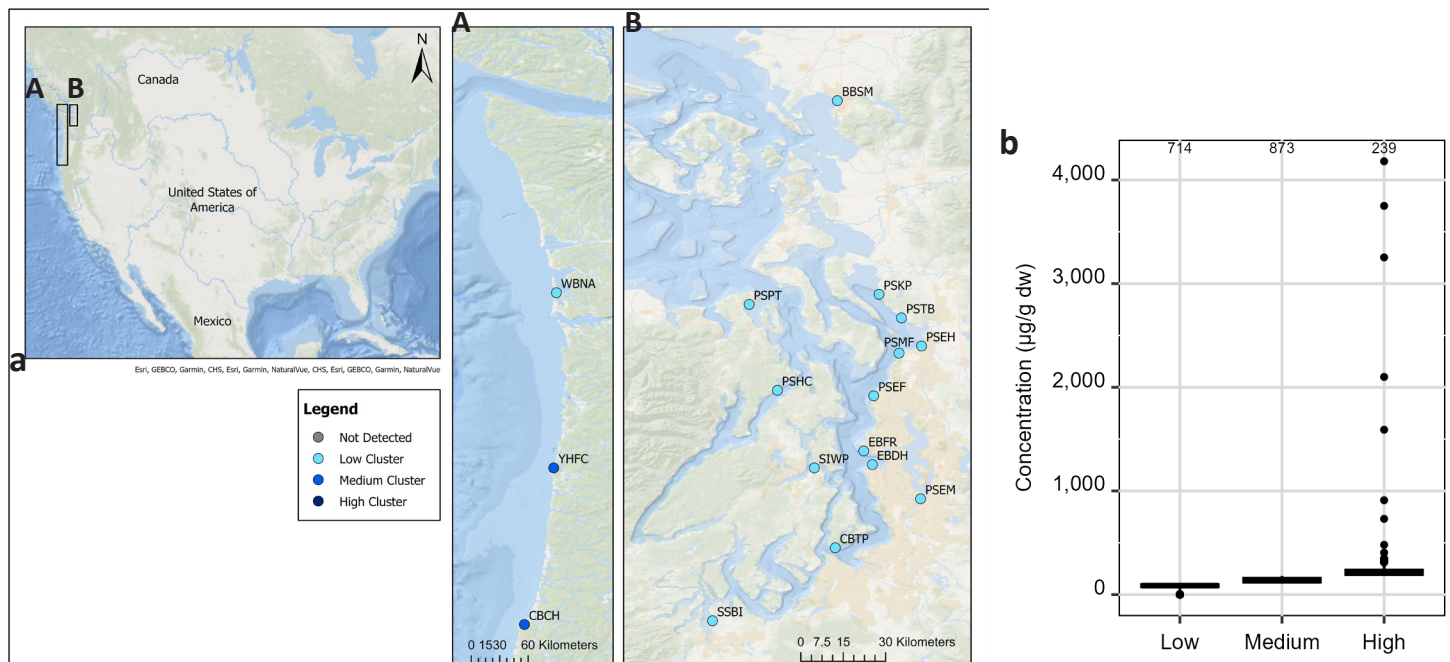 A
B
N
Canada
A
B
United States of
America
Mexico
a
Esri, GEBCO, Garmin, CHS, Esri, Garmin, NaturalVue, CHS, Esri, GEBCO, Garmin, NaturalVue
Legend
Not Detected
Low Cluster
Medium Cluster
High Cluster
WBNA
YHFC
CBCH
0 1530 60 Kilometers
BBSM
PSKP
PSPT
PSTB
PSEH
PSMF
PSHC
PSEF
EBFR
EBDH
SIWP
PSEM
CBTP
SSBI
0 7.5 15 30 Kilometers
b
714 873 239
4,000
3,000
2,000
1,000
0
Concentration (µg/g dw)
Low Medium High